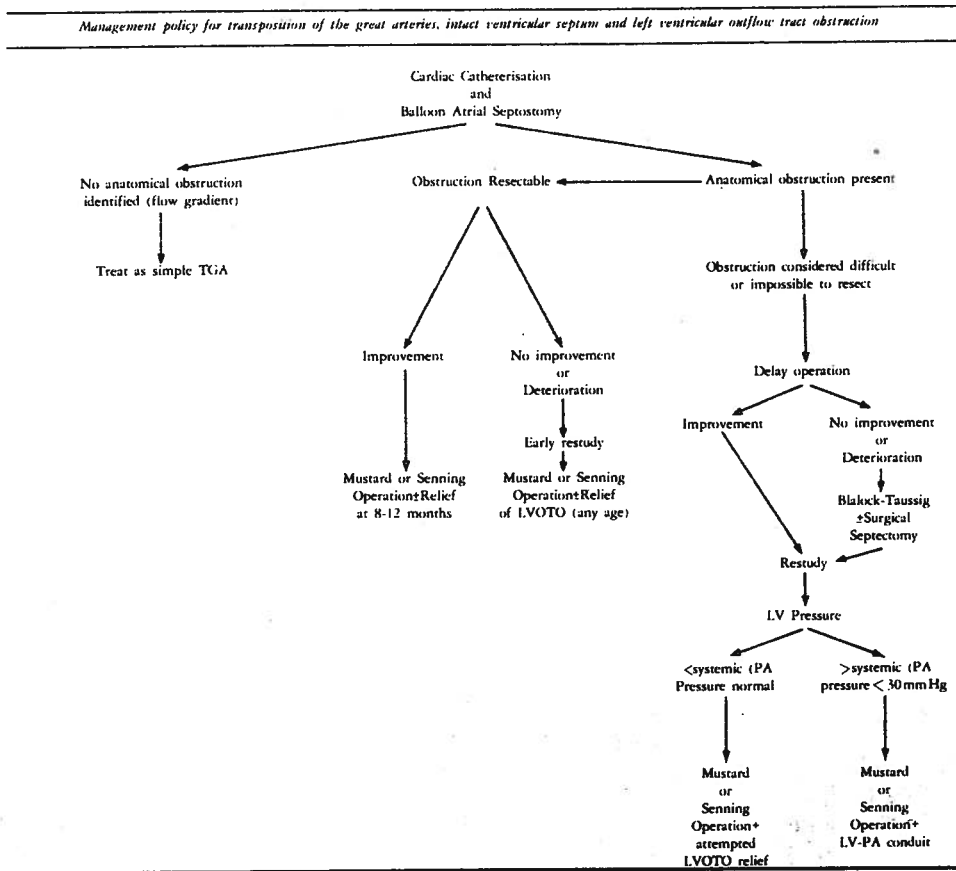 Management policy for transposition of the great arteries, intact ventricular septum and left ventricular outflow tract obstruction
Cardiac Catheterisation
and
Balloon Atrial Septostomy
No anatomical obstruction
identified (flow gradient)
Treat as simple TGA
Obstruction Resectable
Anatomical obstruction present
Obstruction considered difficult
or impossible to resect
Improvement
Mustard or Senning
Operation±Relief
at 8-12 months
No improvement
or
Deterioration
Early restudy
Mustard or Senning
Operation±Relief
of LVOTO (any age)
Delay operation
Improvement
No improvement
or
Deterioration
Blalock-Taussig
±Surgical
Septectomy
Restudy
LV Pressure
<systemic (PA
Pressure normal
>systemic (PA
pressure < 30mmHg
Mustard
or
Senning
Operation+
attempted
LVOTO relief
Mustard
or
Senning
Operation+
LV-PA conduit